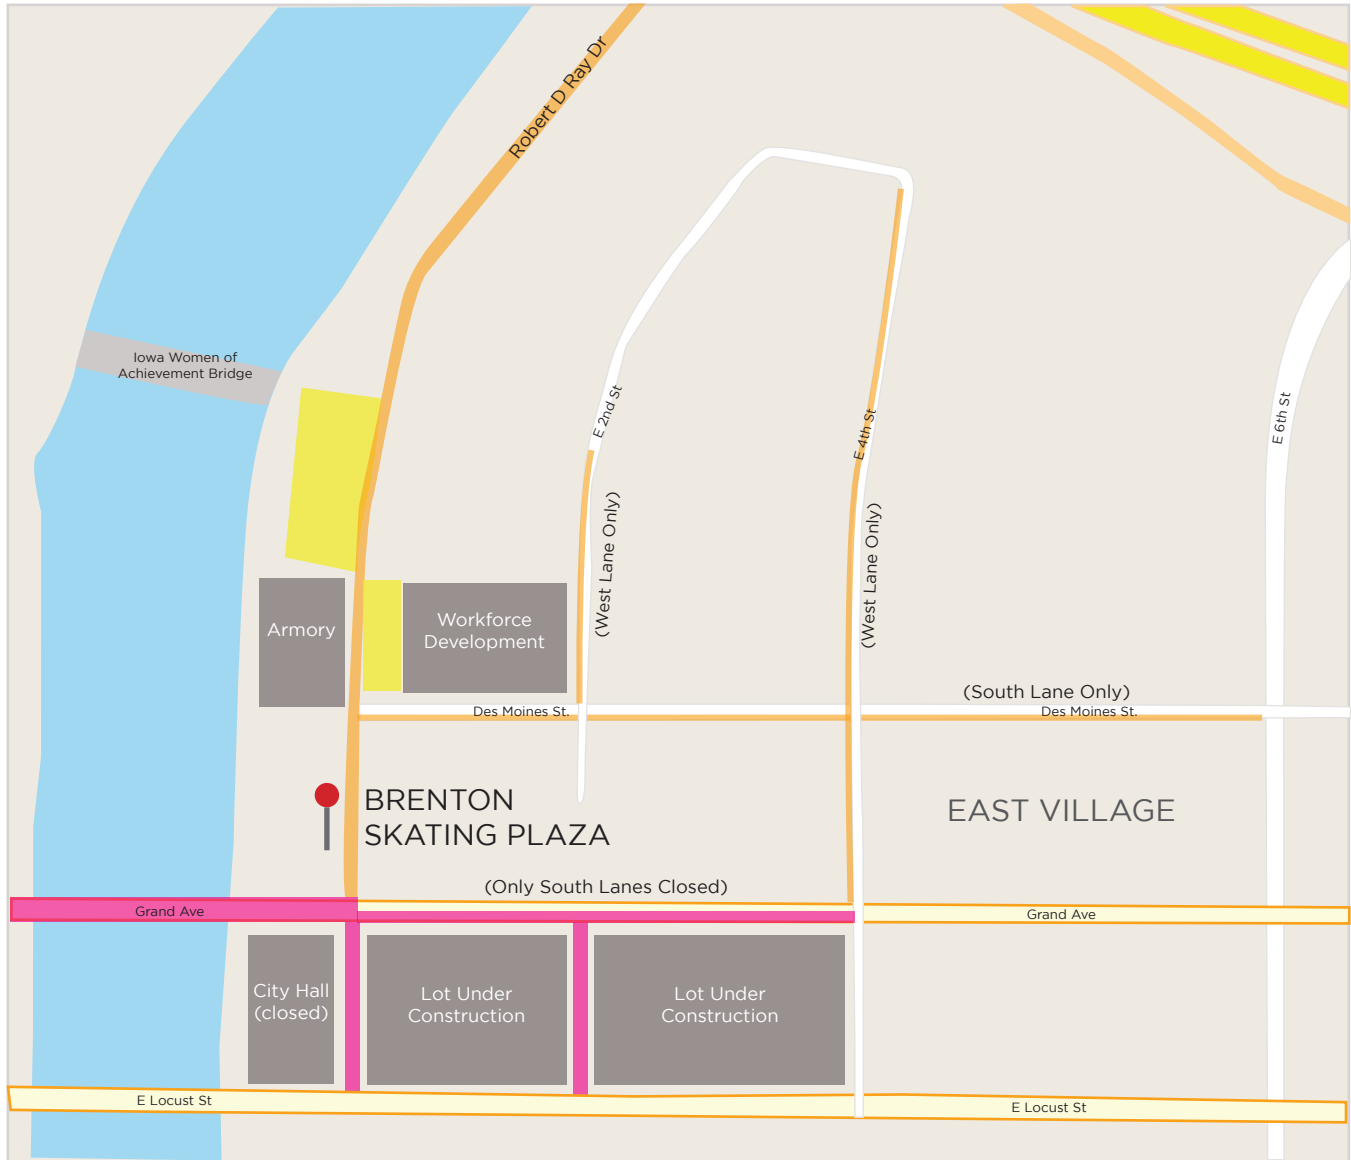 Robert D Ray Dr
Iowa Women of
Achievement Bridge
E 2nd St
E 4th St
E 6th St
(West Lane Only)
(West Lane Only)
Armory
Workforce
Development
(South Lane Only)
Des Moines St.
Des Moines St.
BRENTON
SKATING PLAZA
EAST VILLAGE
(Only South Lanes Closed)
Grand Ave
Grand Ave
City Hall
(closed)
Lot Under
Construction
Lot Under
Construction
E Locust St
E Locust St